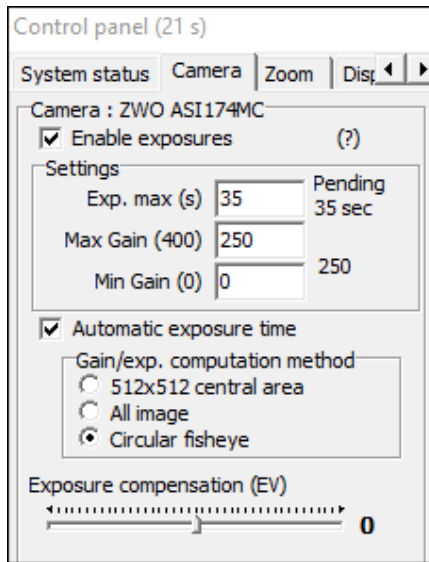 Control panel (21 s)
System status Camera Zoom
Camera : ZWO ASI174MC
Enable exposures (?)
Settings
Exp. max (s) 35 Pending
35 sec
Max Gain (400) 250
Min Gain (0) 0 250
Automatic exposure time
Gain/exp. computation method
512x512 central area
All image
Circular fisheye
Exposure compensation (EV)
0